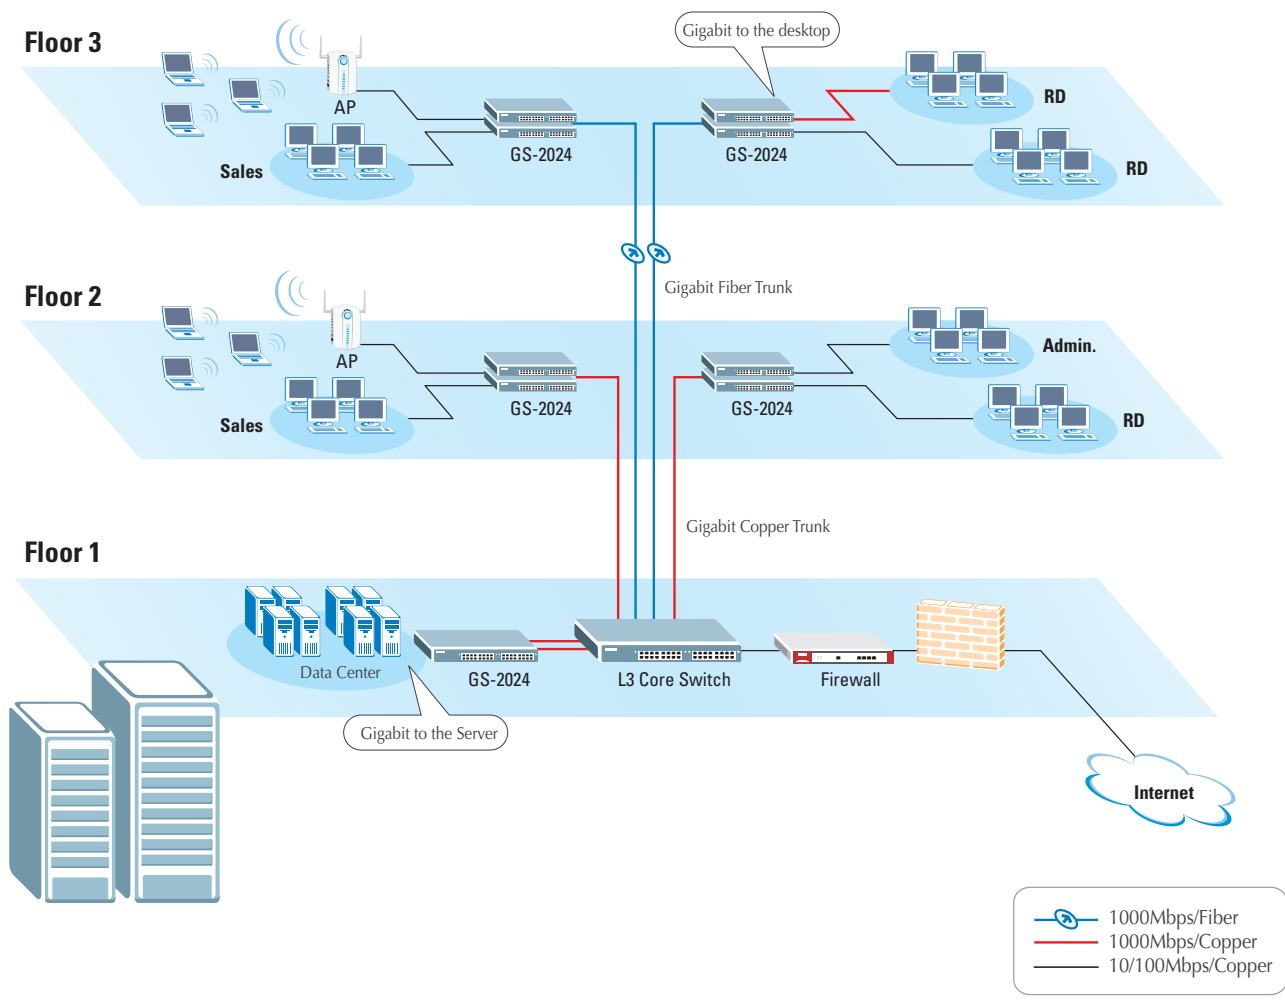 Floor 3
Gigabit to the desktop
AP
RD
GS-2024
GS-2024
Sales
RD
Gigabit Fiber Trunk
Floor 2
AP
Admin.
GS-2024
GS-2024
Sales
RD
Gigabit Copper Trunk
Floor 1
Data Center
GS-2024
L3 Core Switch
Firewall
Gigabit to the Server
Internet
1000Mbps/Fiber
1000Mbps/Copper
10/100Mbps/Copper